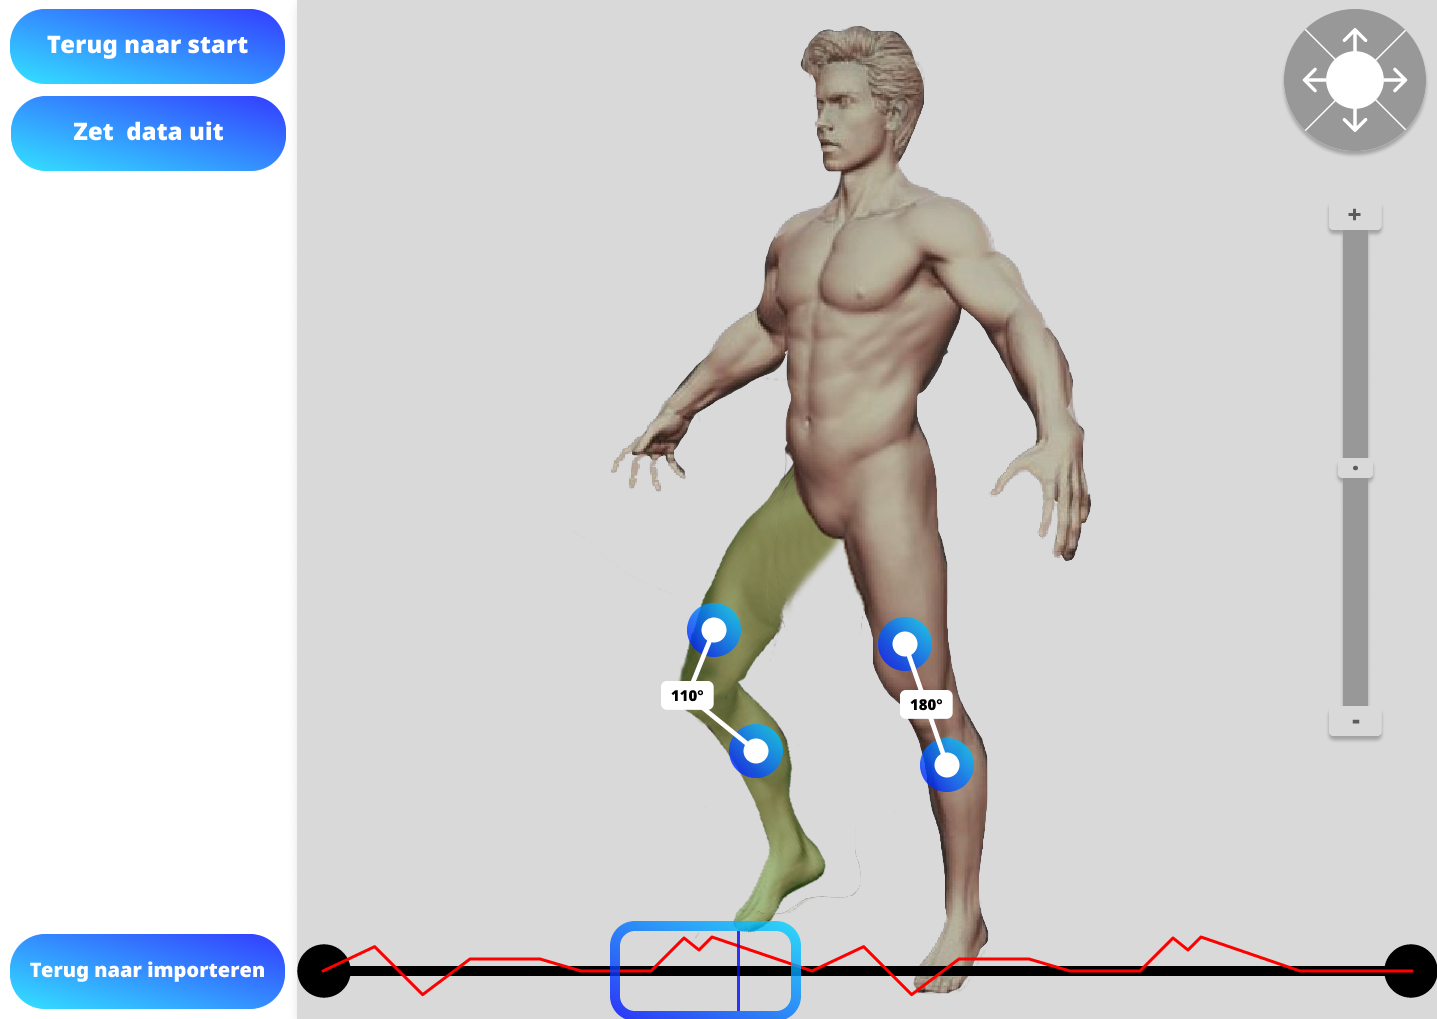 Terug naar start
Zet data uit
+
110°
180°
-
Terug naar importeren